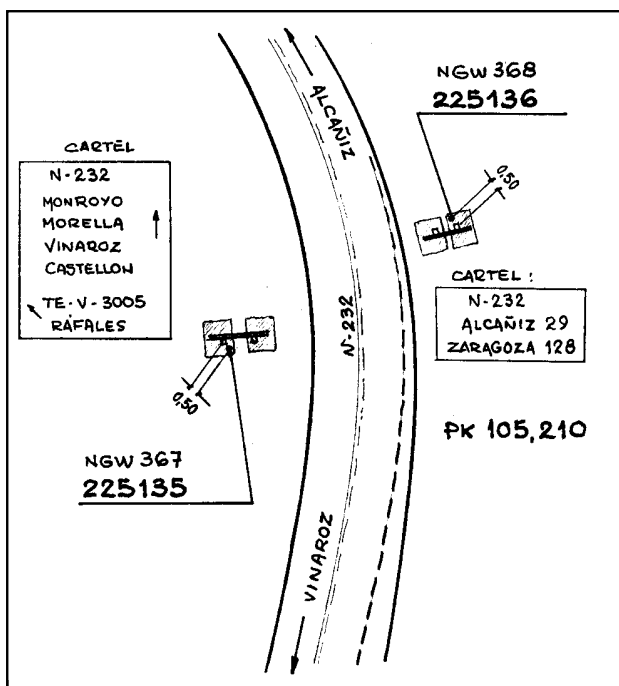 NGW 368
225136
ALCAÑIZ
0,50
CARTEL
N-232
MONROYO
MORELLA
VINAROZ
CASTELLON
TE-V-3005
RÁFALES
CARTEL :
N-232
ALCAÑIZ 29
ZARAGOZA 128
N-232
0,50
PK 105,210
NGW 367
225135
VINAROZ